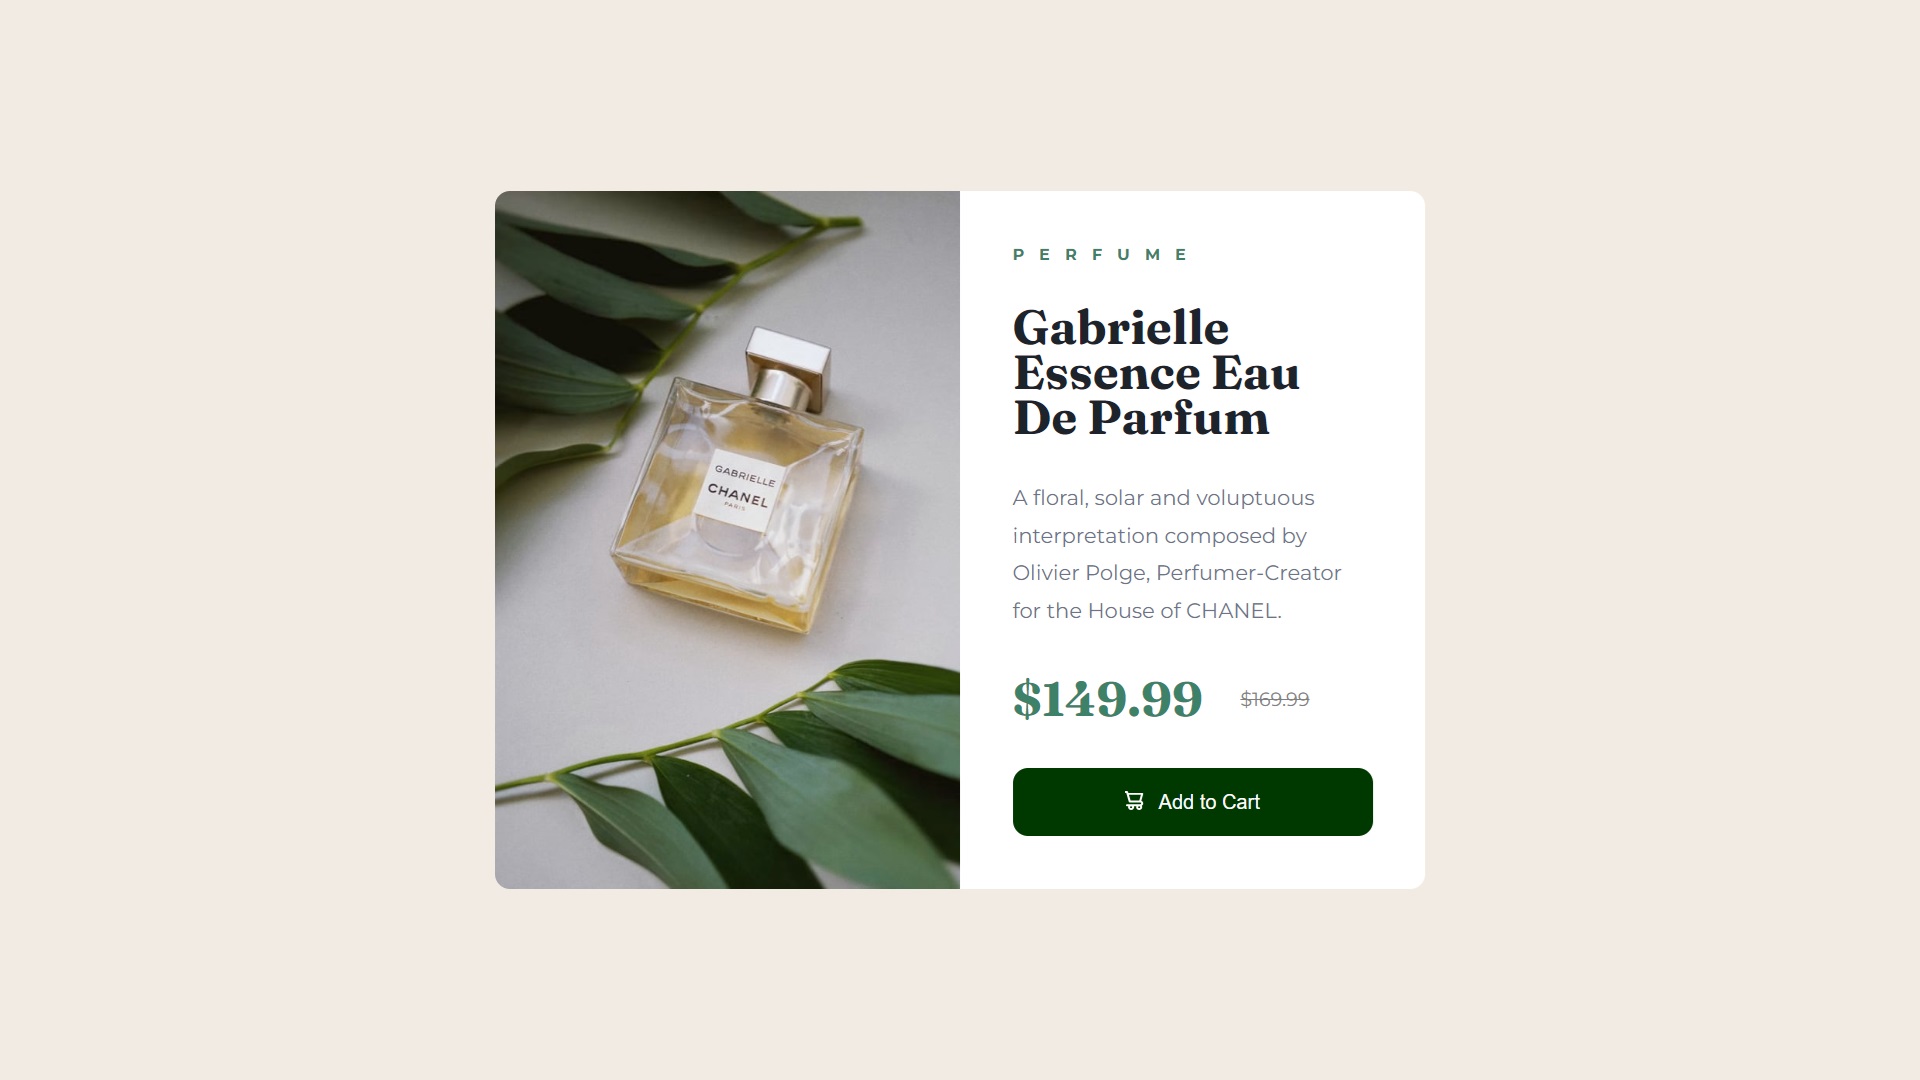 PERFUME
Gabrielle
Essence Eau
De Parfum
A floral, solar and voluptuous
interpretation composed by
Olivier Polge, Perfumer-Creator
for the House of CHANEL.
$149.99 $169.99
Add to Cart
GABRIELLE
CHANEL
PARIS